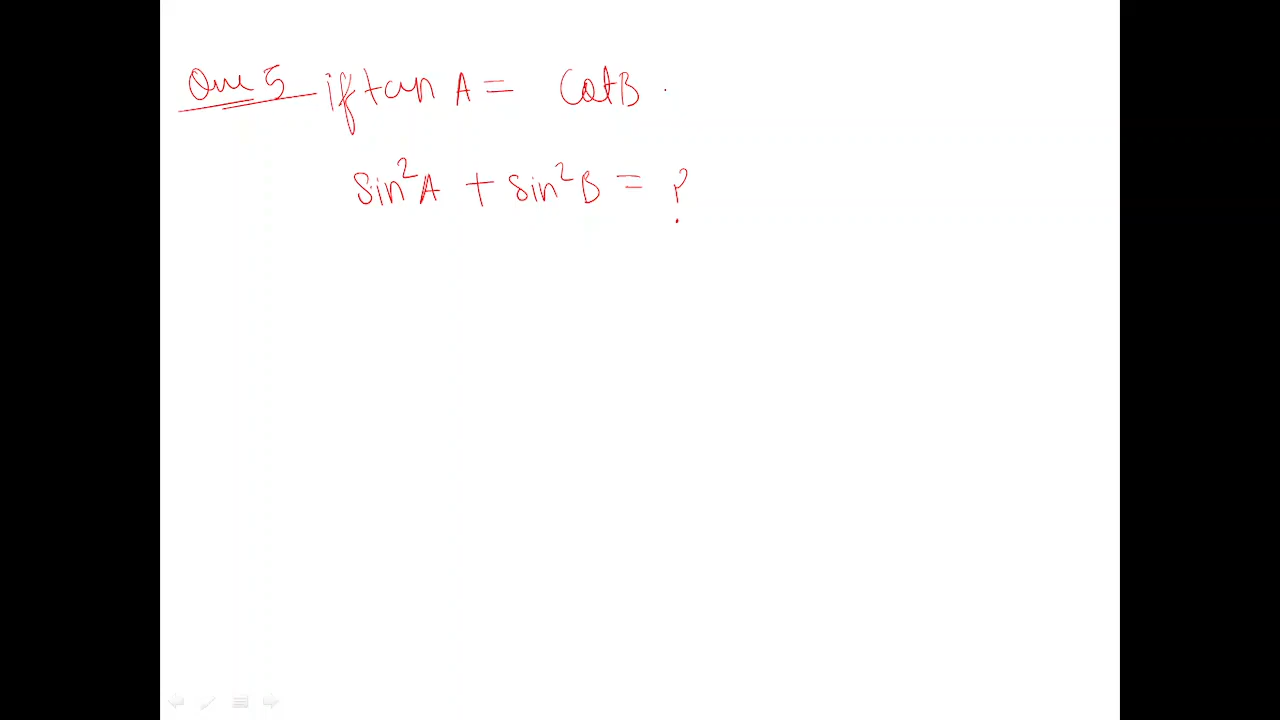 Que 5 if tan A = Cot B.
Sin²A + Sin²B = ?